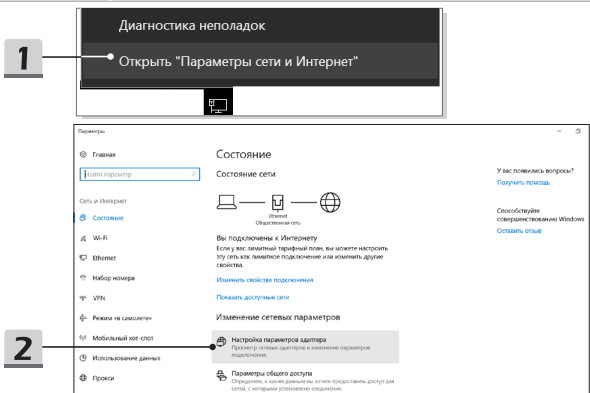 Диагностика неполадок
1
Открыть "Параметры сети и Интернет"
Параметры
Главная
Найти параметр
Сеть и Интернет
Состояние
Wi-Fi
Ethernet
Набор номера
VPN
Режим «в самолете»
Мобильный хот-спот
Использование данных
Прокси
Состояние
Состояние сети
Ethernet
Общественная сеть
Вы подключены к Интернету
Если у вас лимитный тарифный план, вы можете настроить
эту сеть как лимитное подключение или изменить другие
свойства.
Изменить свойства подключения
Показать доступные сети
Изменение сетевых параметров
2
Настройка параметров адаптера
Просмотр сетевых адаптеров и изменение параметров
подключения.
Параметры общего доступа
Определите, к каким данным вы хотите предоставить доступ для
сетей, с которыми установлено соединение.
У вас появились вопросы?
Получить помощь
Способствуйте
совершенствованию Windows
Оставить отзыв